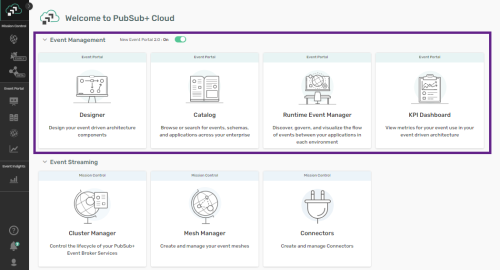 Welcome to PubSub+ Cloud
Mission Control
Event Portal
Event Insights
Event Management
New Event Portal 2.0 - On
Event Portal
Designer
Design your event driven architecture components
Event Portal
Catalog
Browse or search for events, schemas,
and applications across your enterprise
Event Portal
Runtime Event Manager
Discover, govern, and visualize the flow
of events between your applications in
each environment
Event Portal
KPI Dashboard
View metrics for your event use in your
event driven architecture
Event Streaming
Mission Control
Cluster Manager
Control the lifecycle of your PubSub+
Event Broker Services
Mission Control
Mesh Manager
Create and manage your event meshes
Mission Control
Connectors
Create and manage Connectors